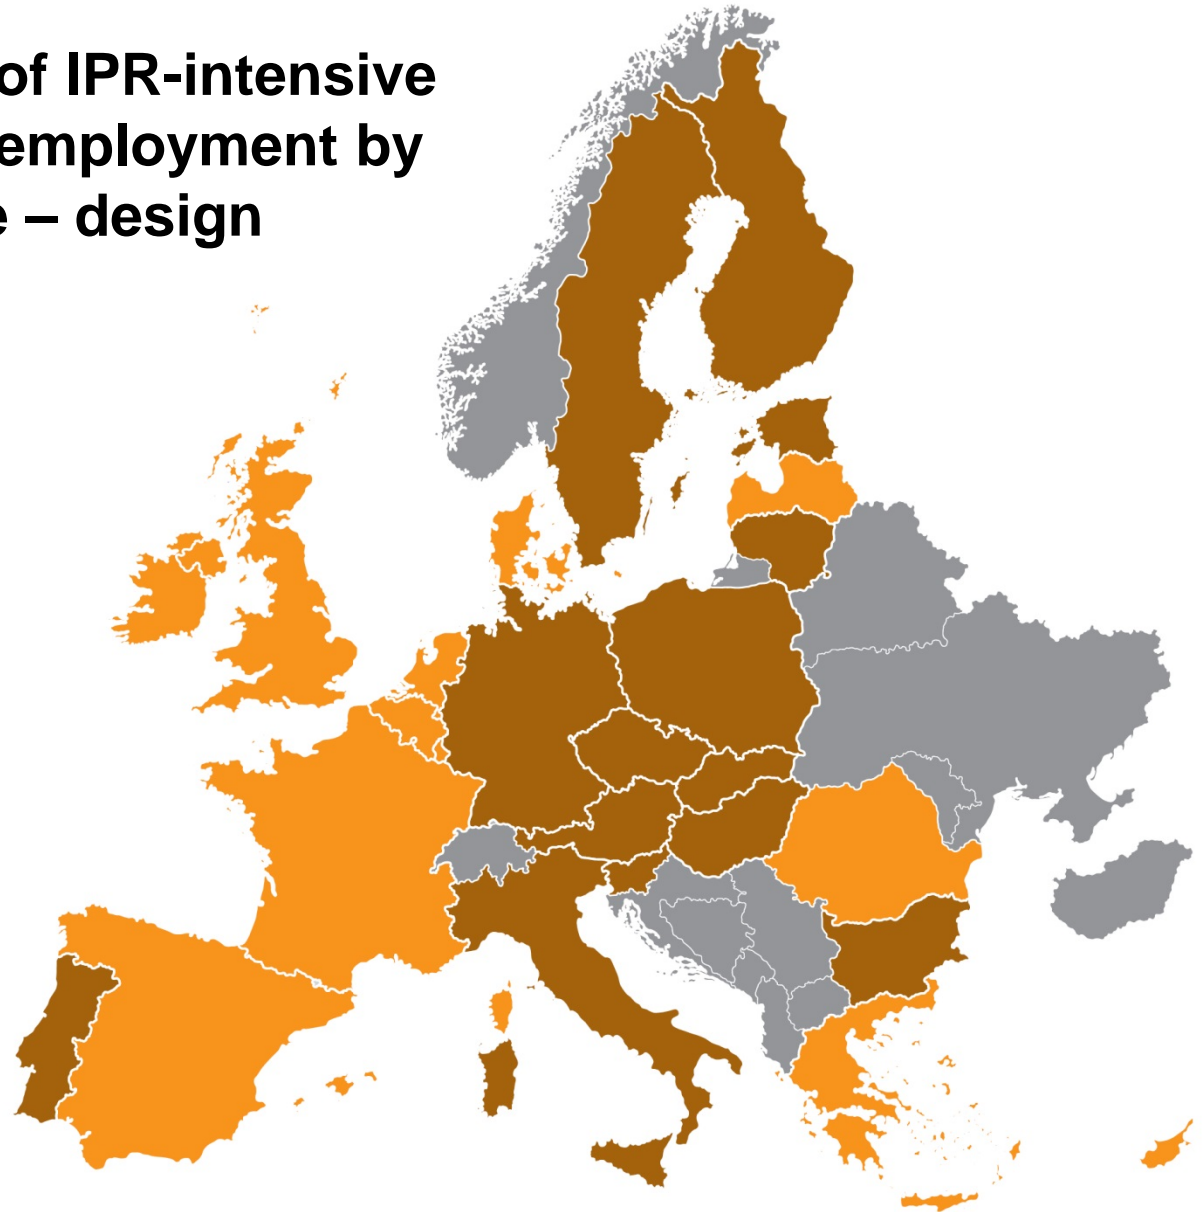 of IPR-intensive
employment by
– design